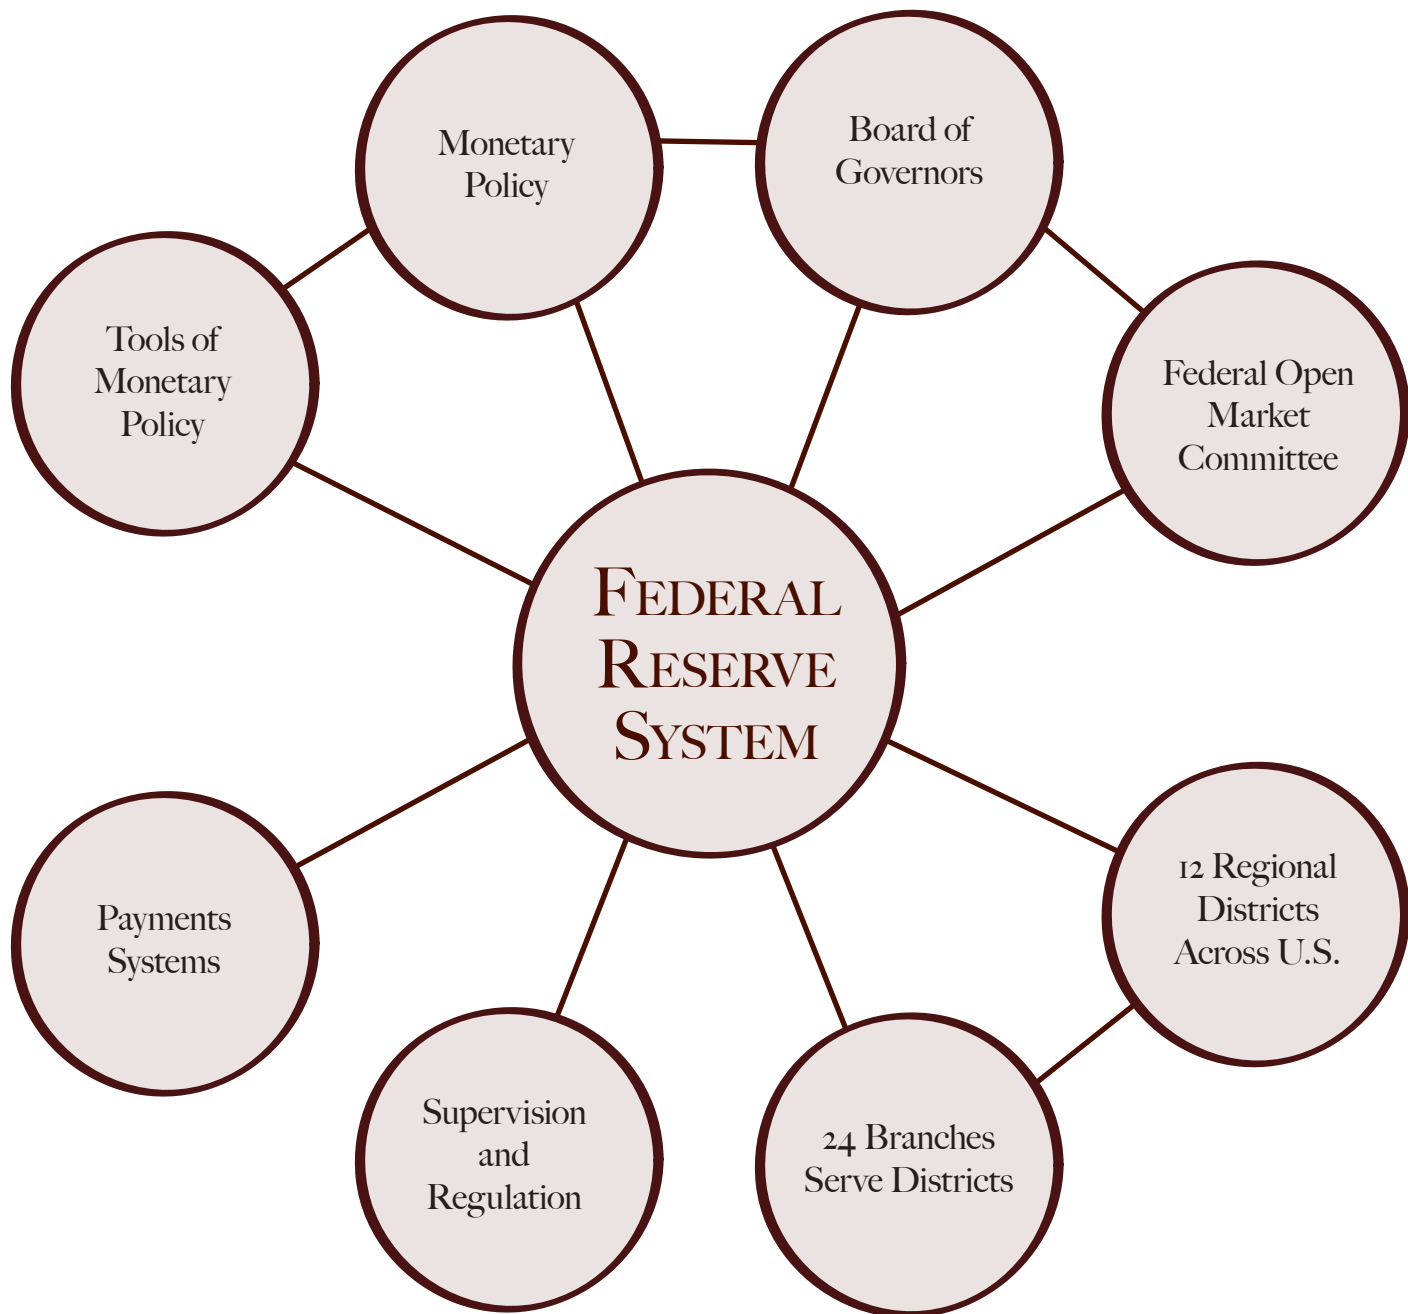 Monetary
Policy
Board of
Governors
Tools of
Monetary
Policy
Federal Open
Market
Committee
FEDERAL
RESERVE
SYSTEM
12 Regional
Districts
Across U.S.
Payments
Systems
Supervision
and
Regulation
24 Branches
Serve Districts